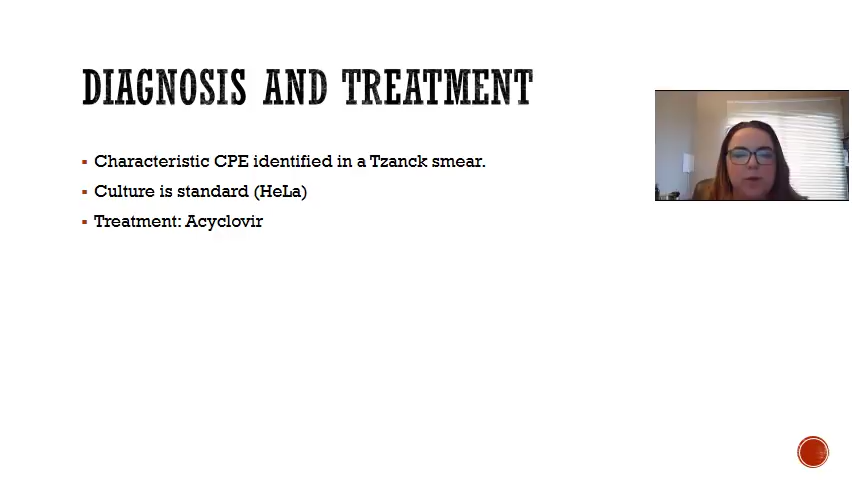 DIAGNOSIS AND TREATMENT
Characteristic CPE identified in a Tzanck smear.
Culture is standard (HeLa)
Treatment: Acyclovir